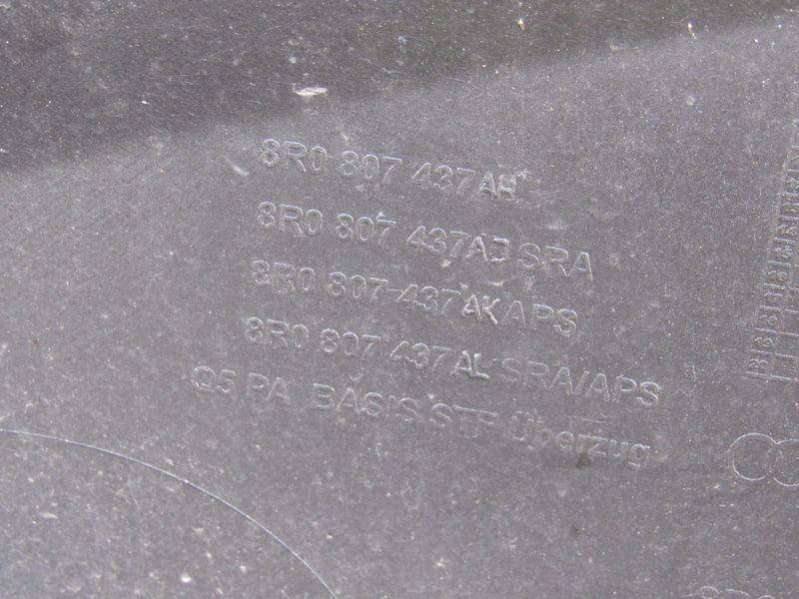 8R0 807 437AH
8R0 807 437AJ SRA
8R0 807 437AK APS
8R0 807 437AL SRA/APS
Q5 PA BASIS STF Überzug